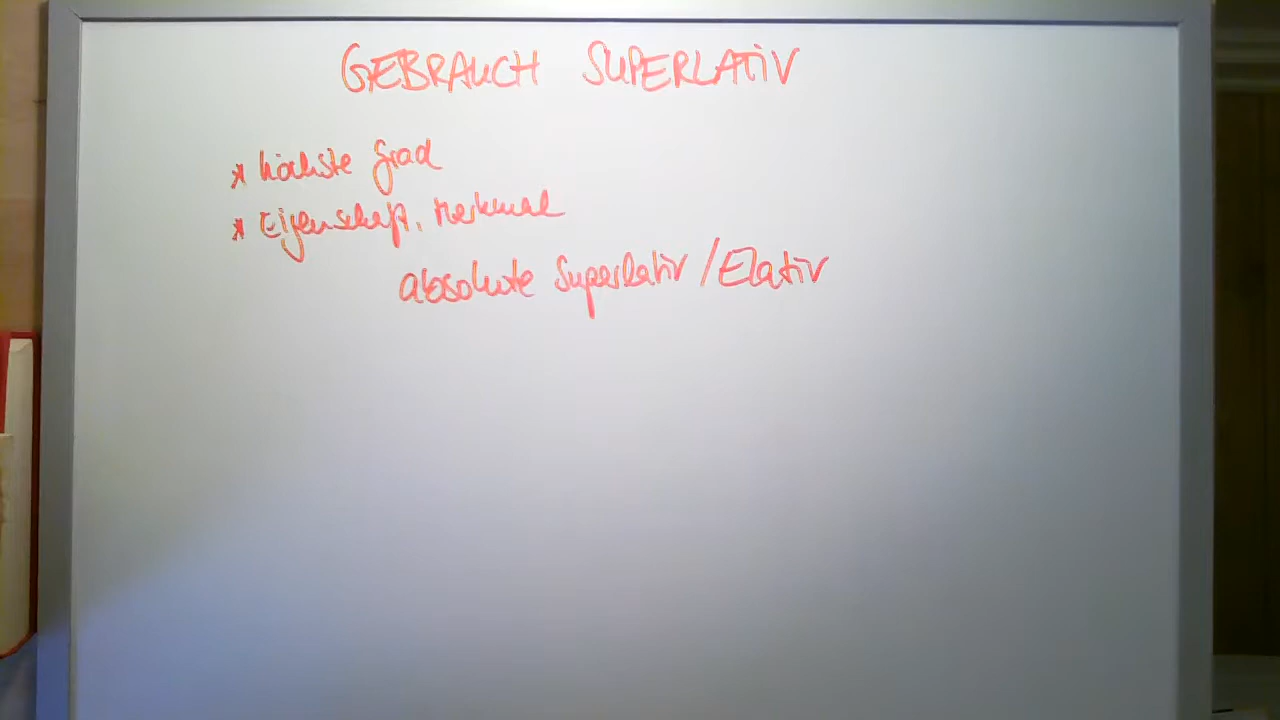 GEBRAUCH SUPERLATIV
* höchste Grad
* Eigenschaft, Merkmal
absolute Superlativ / Elativ